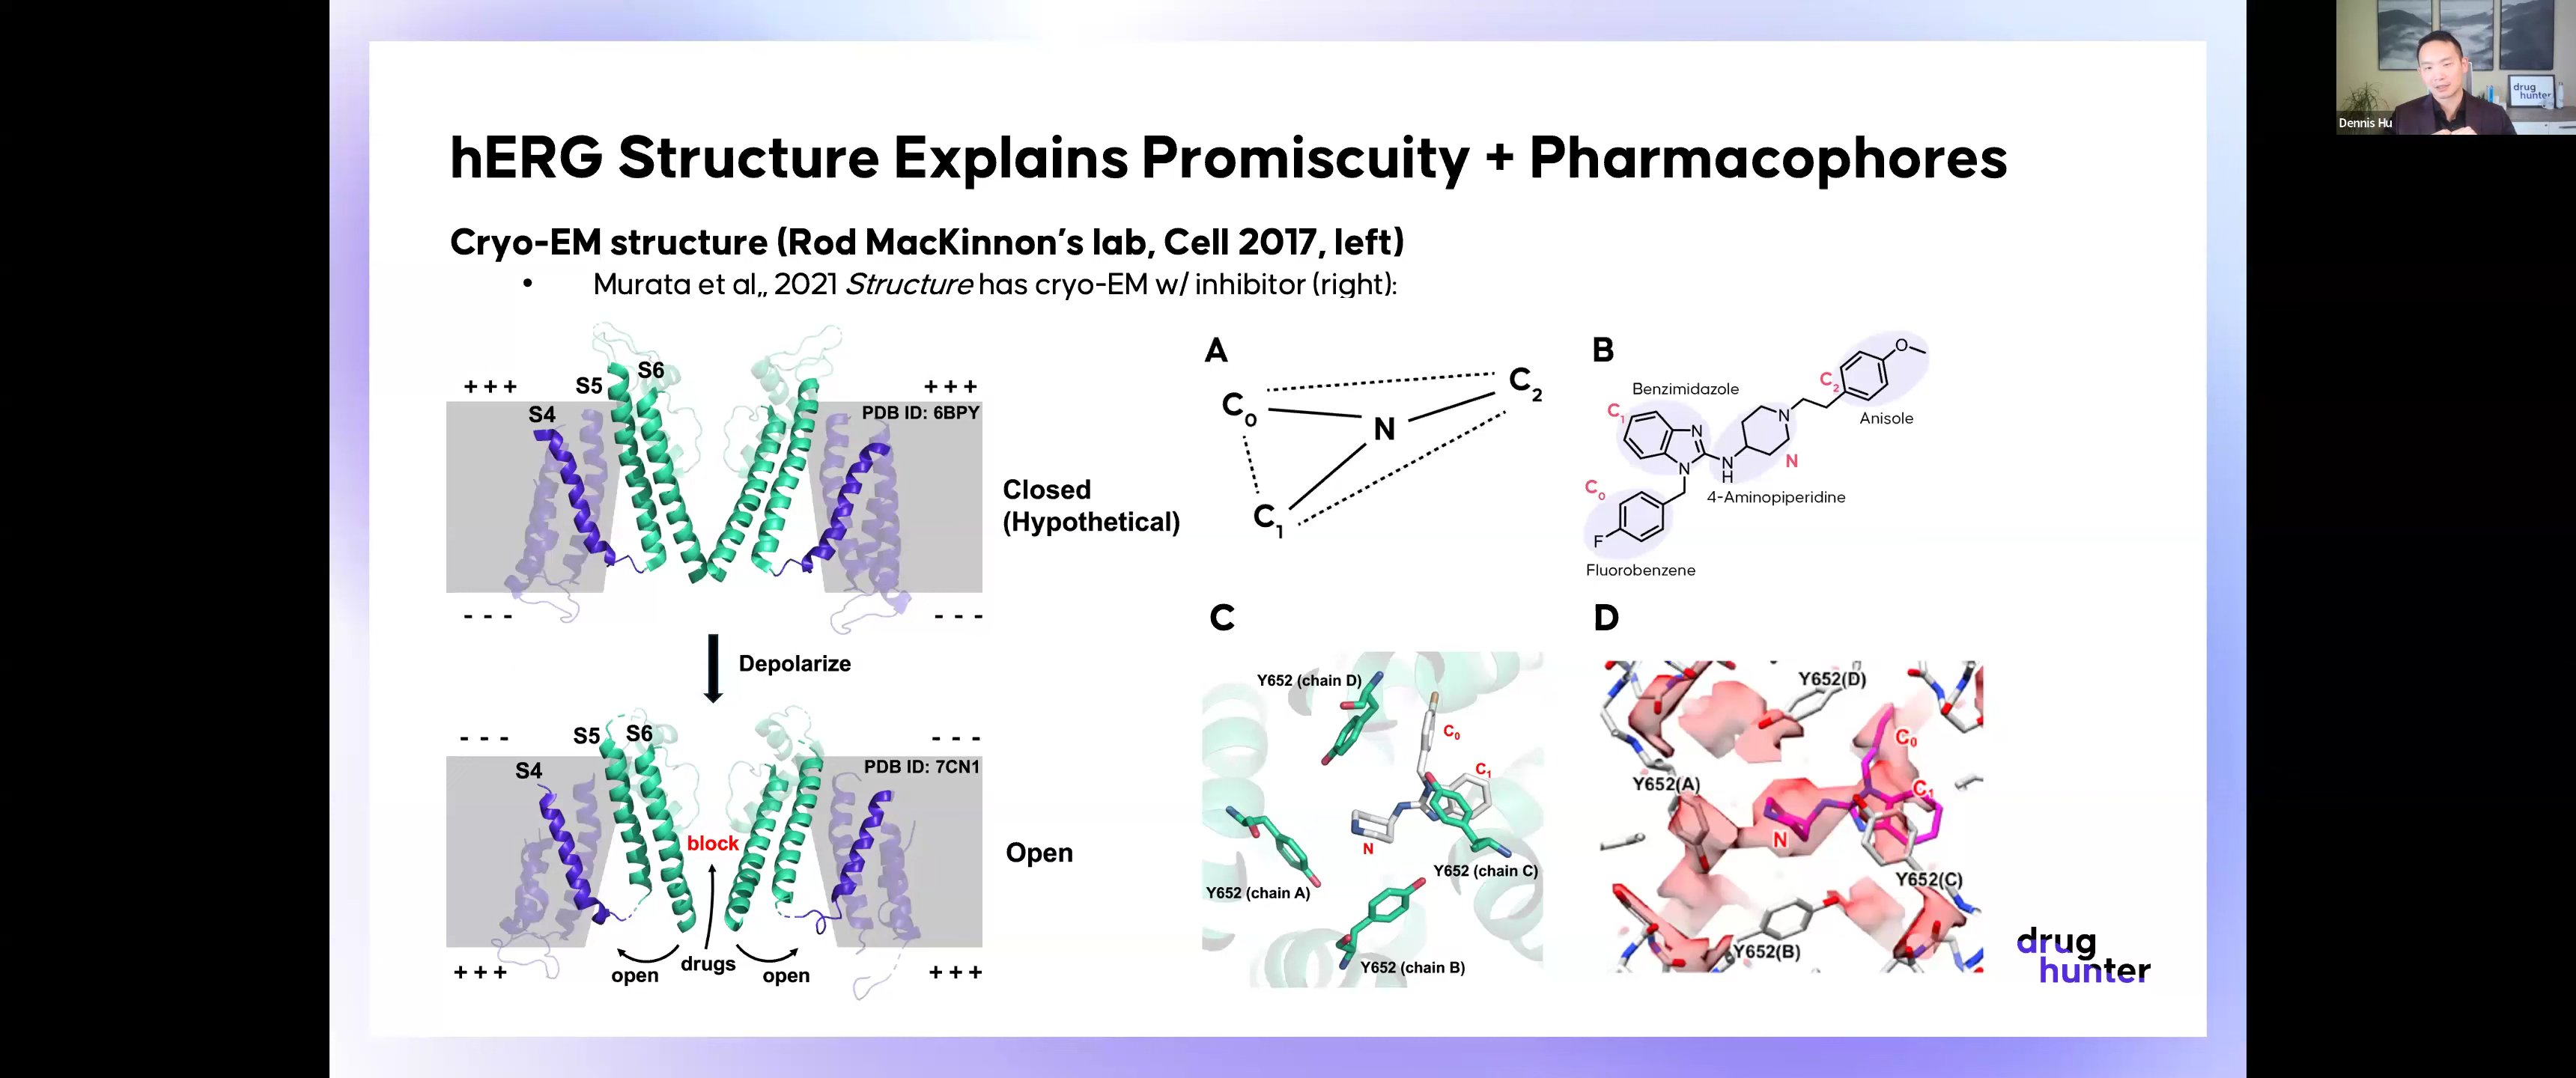 drug
hunter
Dennis Hu
hERG Structure Explains Promiscuity + Pharmacophores
Cryo-EM structure (Rod MacKinnon's lab, Cell 2017, left)
• Murata et al,, 2021 Structure has cryo-EM w/ inhibitor (right):
+ + +
S5
S6
S4
+ + +
PDB ID: 6BPY
- - -
- - -
Closed
(Hypothetical)
Depolarize
- - -
S5
S6
S4
- - -
PDB ID: 7CN1
block
Open
open
drugs
open
+ + +
+ + +
A
C0
N
C2
C1
B
O
C2
Anisole
Benzimidazole
C1
N
N
N
H
N
N
4-Aminopiperidine
C0
F
Fluorobenzene
C
Y652 (chain D)
C0
C1
N
Y652 (chain C)
Y652 (chain A)
Y652 (chain B)
D
Y652(D)
C0
Y652(A)
C1
N
Y652(C)
Y652(B)
drug
hunter